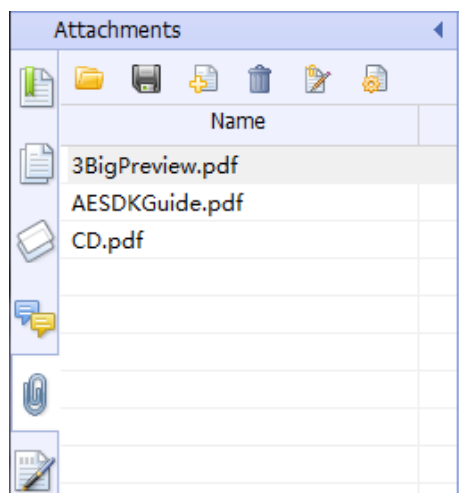 Attachments
Name
3BigPreview.pdf
AESDKGuide.pdf
CD.pdf